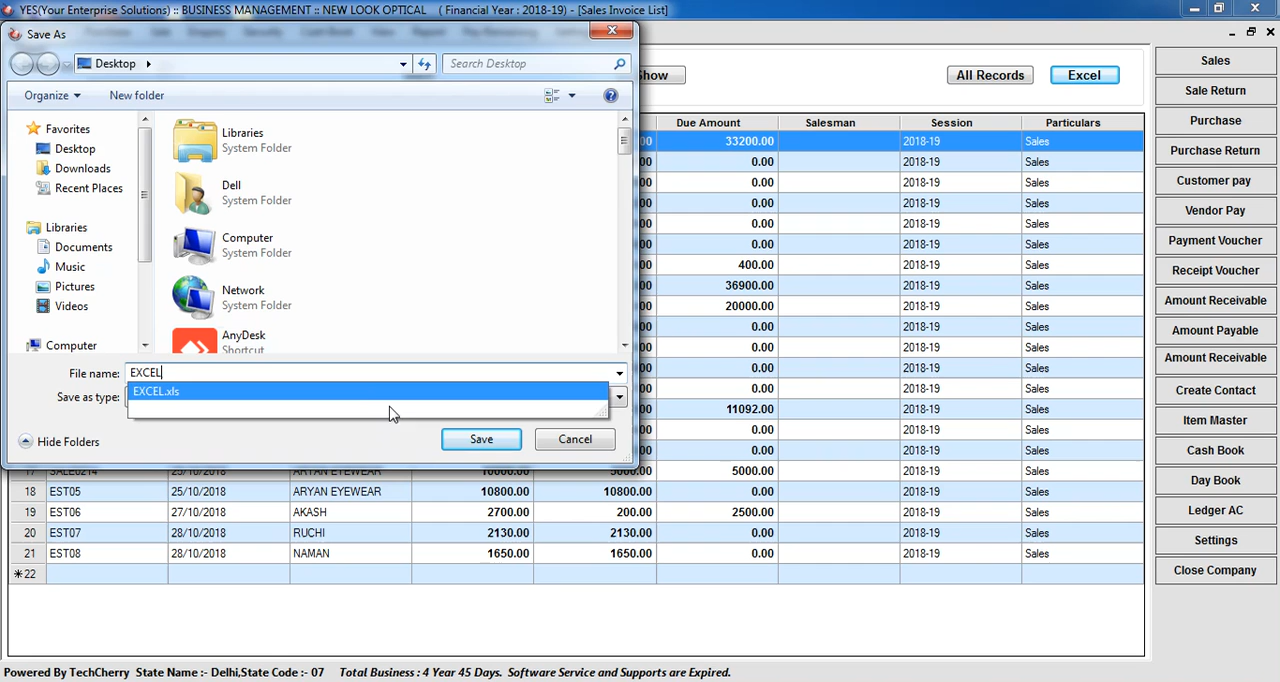 YES(Your Enterprise Solutions) :: BUSINESS MANAGEMENT :: NEW LOOK OPTICAL ( Financial Year : 2018-19) - [Sales Invoice List]
Save As
Desktop
Search Desktop
Organize
New folder
Favorites
Desktop
Downloads
Recent Places
Libraries
Documents
Music
Pictures
Videos
Computer
Libraries
System Folder
Dell
System Folder
Computer
System Folder
Network
System Folder
AnyDesk
Shortcut
File name: EXCEL
EXCEL.xls
Save as type:
Hide Folders
Save
Cancel
Show
All Records
Excel
Due Amount Salesman Session Particulars
33200.00 2018-19 Sales
0.00 2018-19 Sales
0.00 2018-19 Sales
0.00 2018-19 Sales
0.00 2018-19 Sales
0.00 2018-19 Sales
400.00 2018-19 Sales
36900.00 2018-19 Sales
20000.00 2018-19 Sales
0.00 2018-19 Sales
0.00 2018-19 Sales
0.00 2018-19 Sales
0.00 2018-19 Sales
11092.00 2018-19 Sales
0.00 2018-19 Sales
0.00 2018-19 Sales
17 SALE0214 25/10/2018 ARYAN EYEWEAR 10000.00 5000.00 5000.00 2018-19 Sales
18 EST05 25/10/2018 ARYAN EYEWEAR 10800.00 10800.00 0.00 2018-19 Sales
19 EST06 27/10/2018 AKASH 2700.00 200.00 2500.00 2018-19 Sales
20 EST07 28/10/2018 RUCHI 2130.00 2130.00 0.00 2018-19 Sales
21 EST08 28/10/2018 NAMAN 1650.00 1650.00 0.00 2018-19 Sales
*22
Sales
Sale Return
Purchase
Purchase Return
Customer pay
Vendor Pay
Payment Voucher
Receipt Voucher
Amount Receivable
Amount Payable
Amount Receivable
Create Contact
Item Master
Cash Book
Day Book
Ledger AC
Settings
Close Company
Powered By TechCherry State Name :- Delhi,State Code :- 07 Total Business : 4 Year 45 Days. Software Service and Supports are Expired.